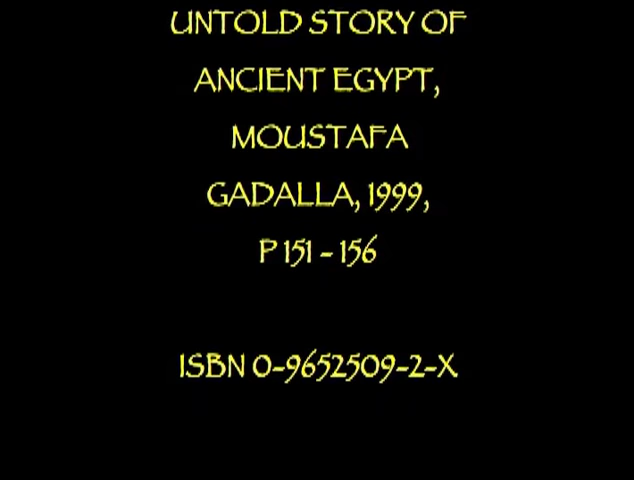 UNTOLD STORY OF
ANCIENT EGYPT,
MOUSTAFA
GADALLA, 1999,
P 151 - 156
ISBN 0-9652509-2-X